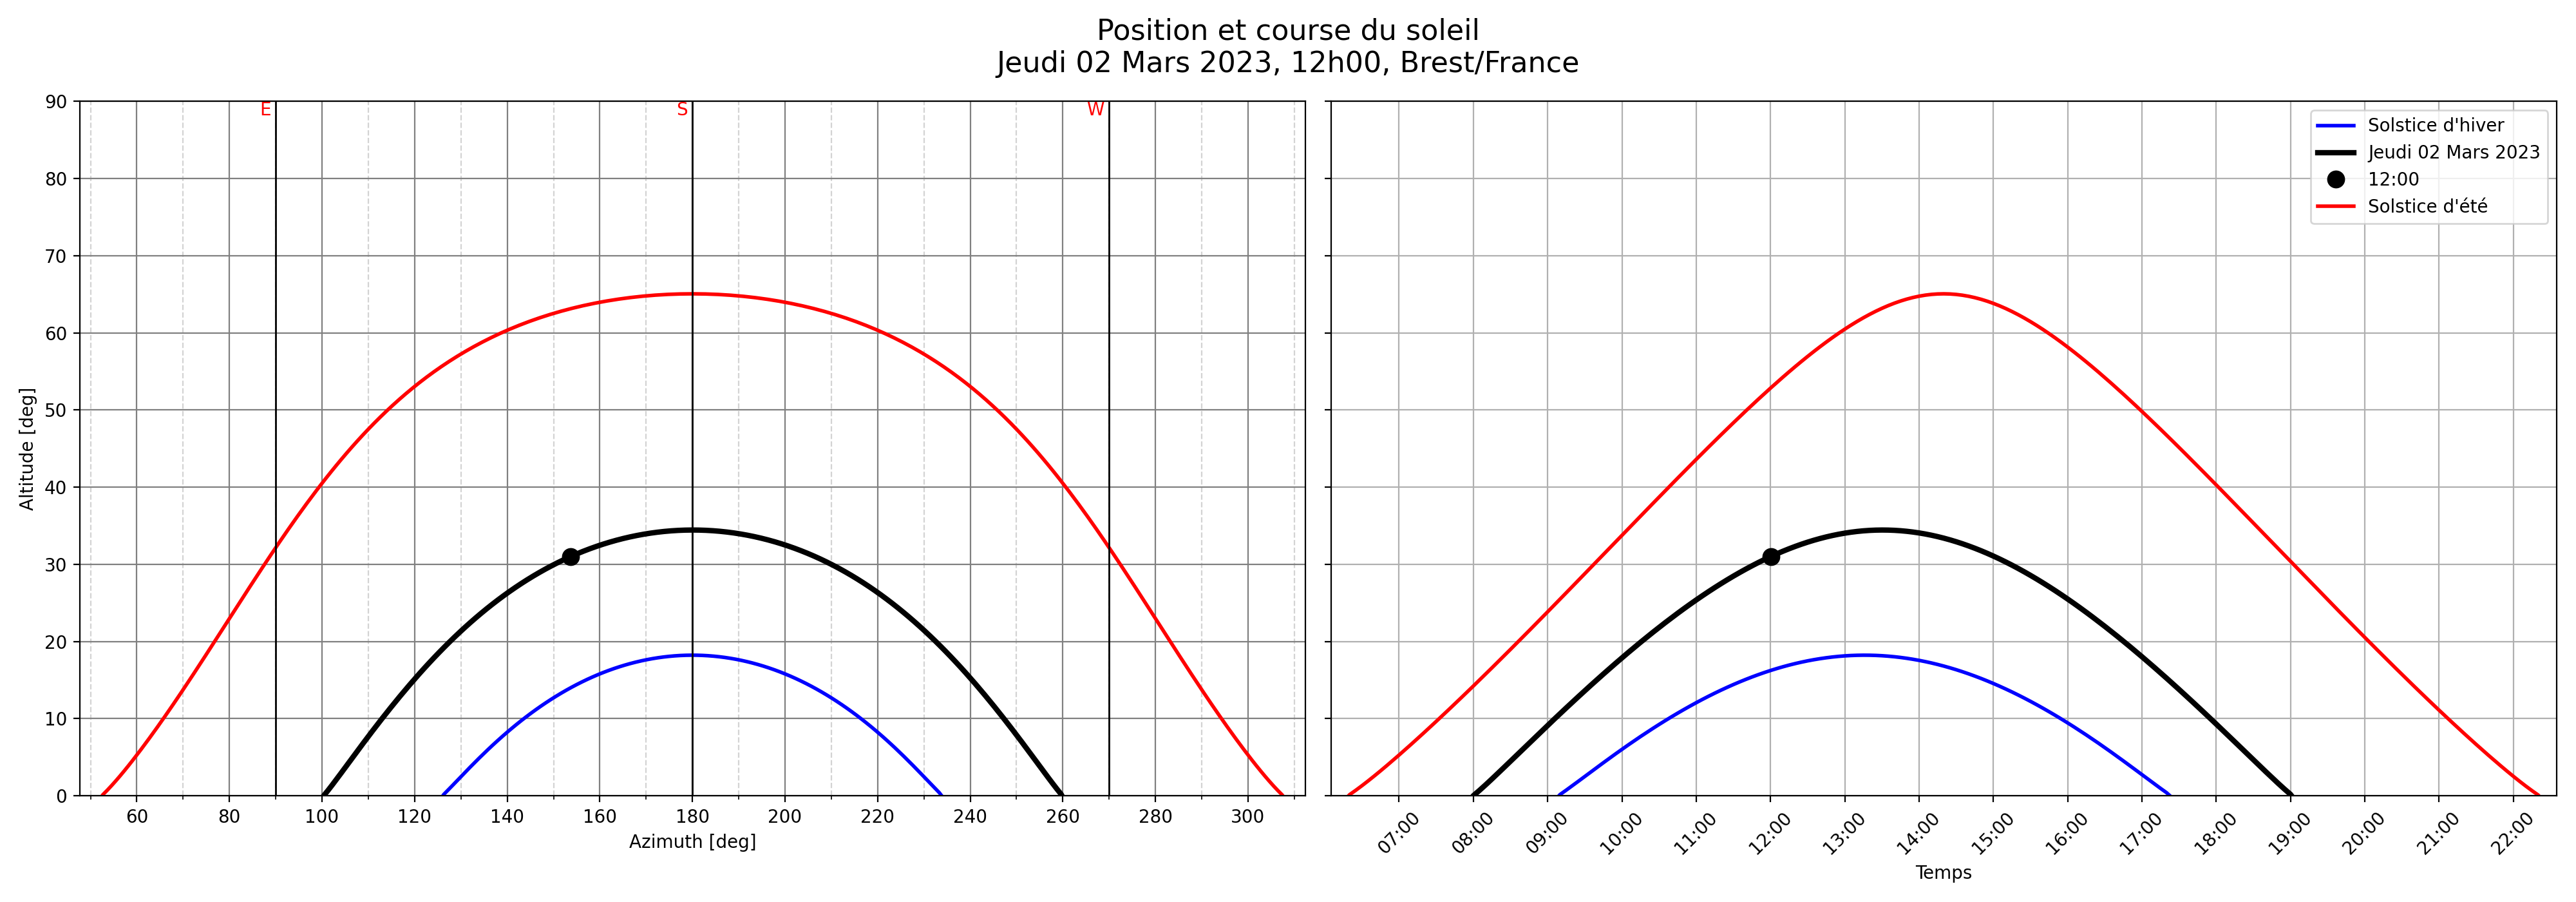 Position et course du soleil
Jeudi 02 Mars 2023, 12h00, Brest/France
E
S
W
90
80
70
60
50
40
30
20
10
0
Altitude [deg]
60 80 100 120 140 160 180 200 220 240 260 280 300
Azimuth [deg]
Solstice d'hiver
Jeudi 02 Mars 2023
12:00
Solstice d'été
07:00 08:00 09:00 10:00 11:00 12:00 13:00 14:00 15:00 16:00 17:00 18:00 19:00 20:00 21:00 22:00
Temps